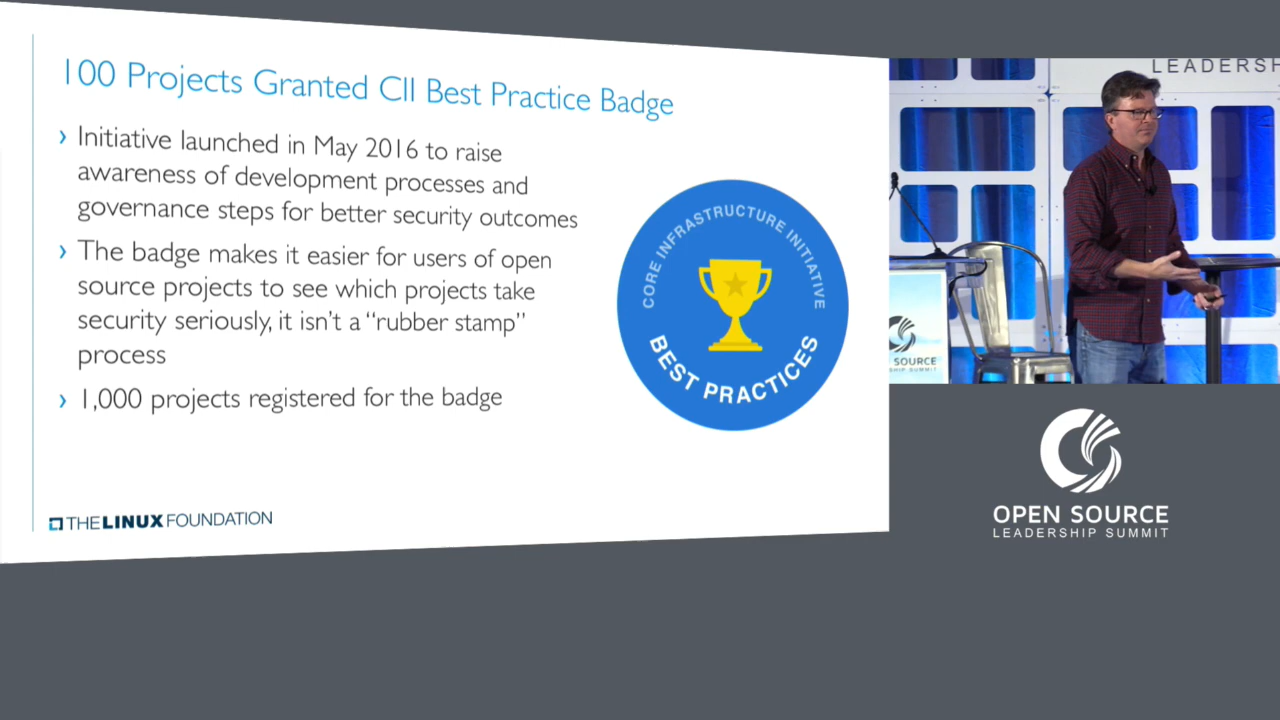 100 Projects Granted CII Best Practice Badge
› Initiative launched in May 2016 to raise
awareness of development processes and
governance steps for better security outcomes
› The badge makes it easier for users of open
source projects to see which projects take
security seriously, it isn't a “rubber stamp”
process
› 1,000 projects registered for the badge
CORE INFRASTRUCTURE INITIATIVE
BEST PRACTICES
THE LINUX FOUNDATION
LEADERSH
SOURCE
SHIP SUMMIT
OPEN SOURCE
LEADERSHIP SUMMIT